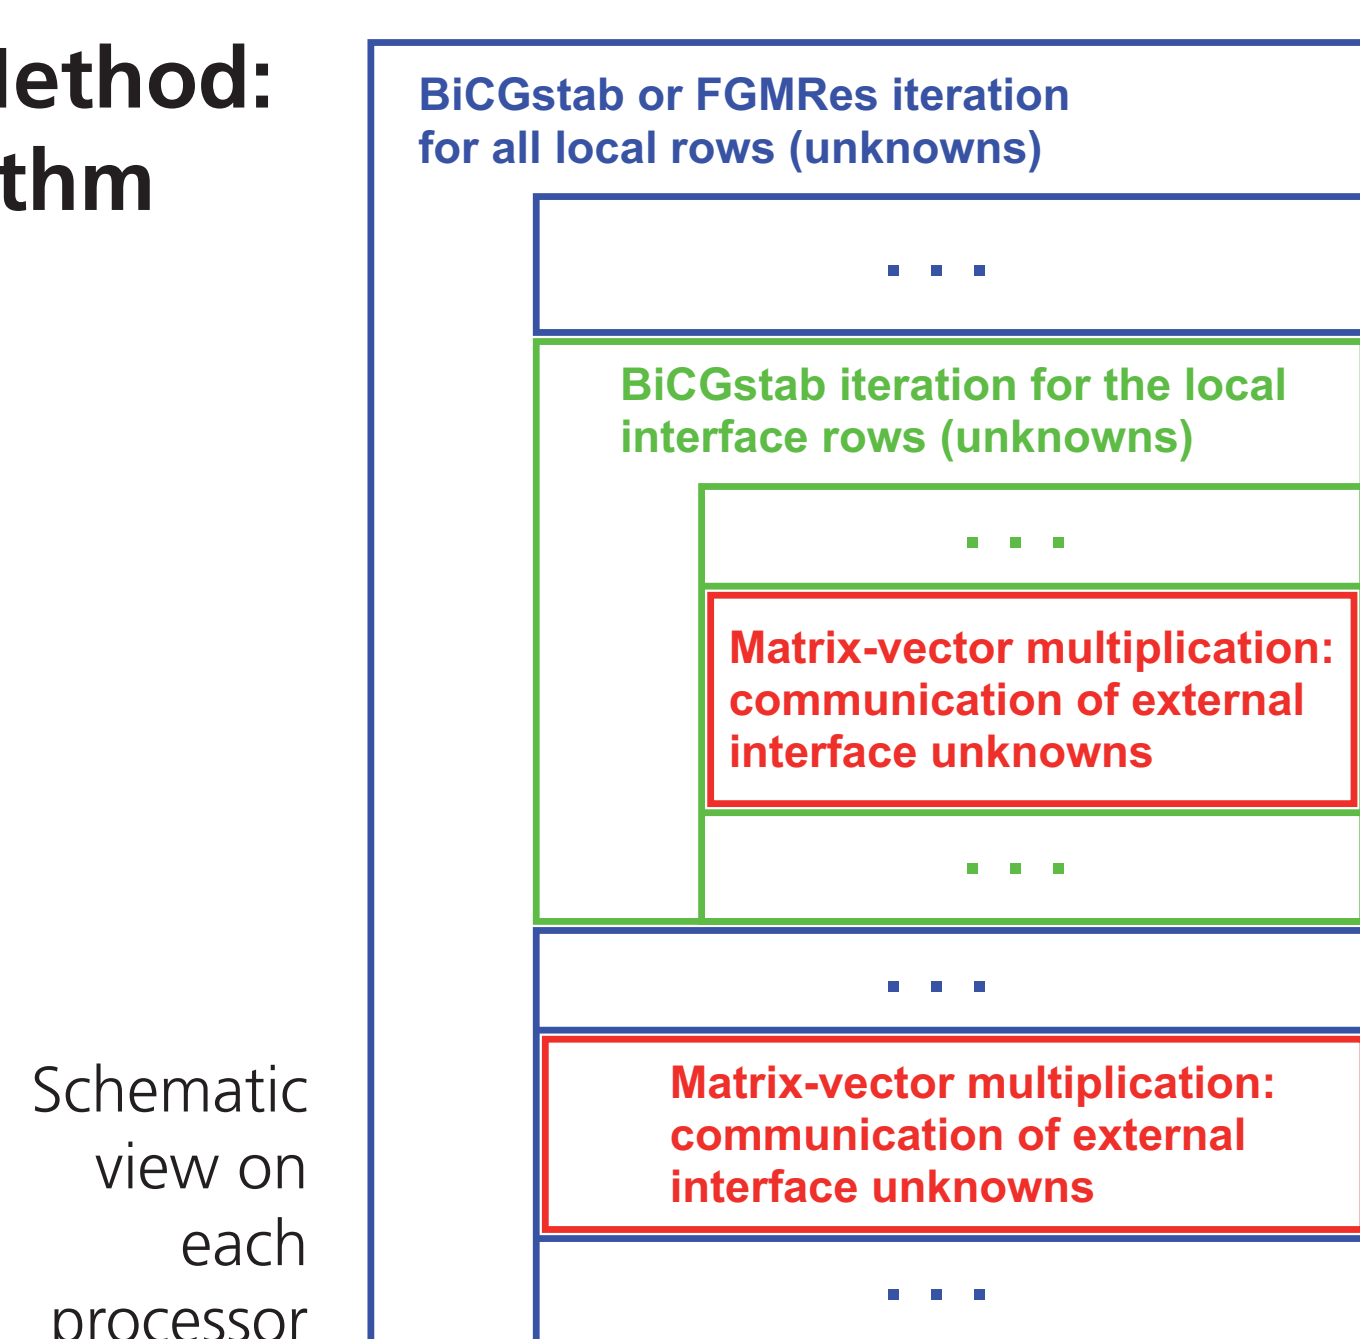 ethod:
thm
BiCGstab or FGMRes iteration
for all local rows (unknowns)
. . .
BiCGstab iteration for the local
interface rows (unknowns)
. . .
Matrix-vector multiplication:
communication of external
interface unknowns
. . .
. . .
Matrix-vector multiplication:
communication of external
interface unknowns
. . .
Schematic
view on
each
processor